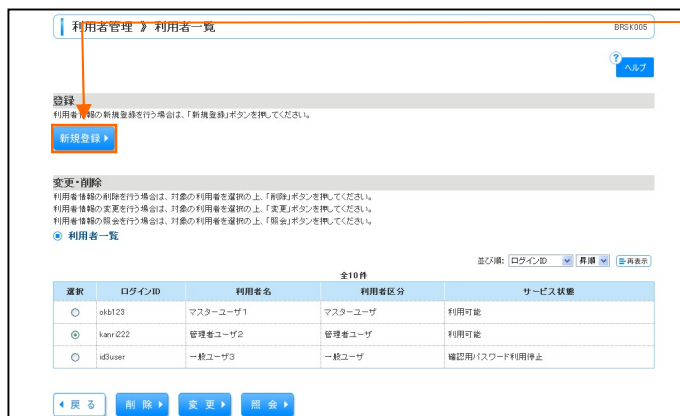 利用者管理 》 利用者一覧
BRSK005
?
ヘルプ
登録
利用者情報の新規登録を行う場合は、「新規登録」ボタンを押してください。
新規登録
変更・削除
利用者情報の削除を行う場合は、対象の利用者を選択の上、「削除」ボタンを押してください。
利用者情報の変更を行う場合は、対象の利用者を選択の上、「変更」ボタンを押してください。
利用者情報の照会を行う場合は、対象の利用者を選択の上、「照会」ボタンを押してください。
利用者一覧
並び順: ログインID 昇順 再表示
全10件
選択 ログインID 利用者名 利用者区分 サービス状態
okb123 マスターユーザ1 マスターユーザ 利用可能
kanri222 管理者ユーザ2 管理者ユーザ 利用可能
id3user 一般ユーザ3 一般ユーザ 確認用パスワード利用停止
戻る 削除 変更 照会